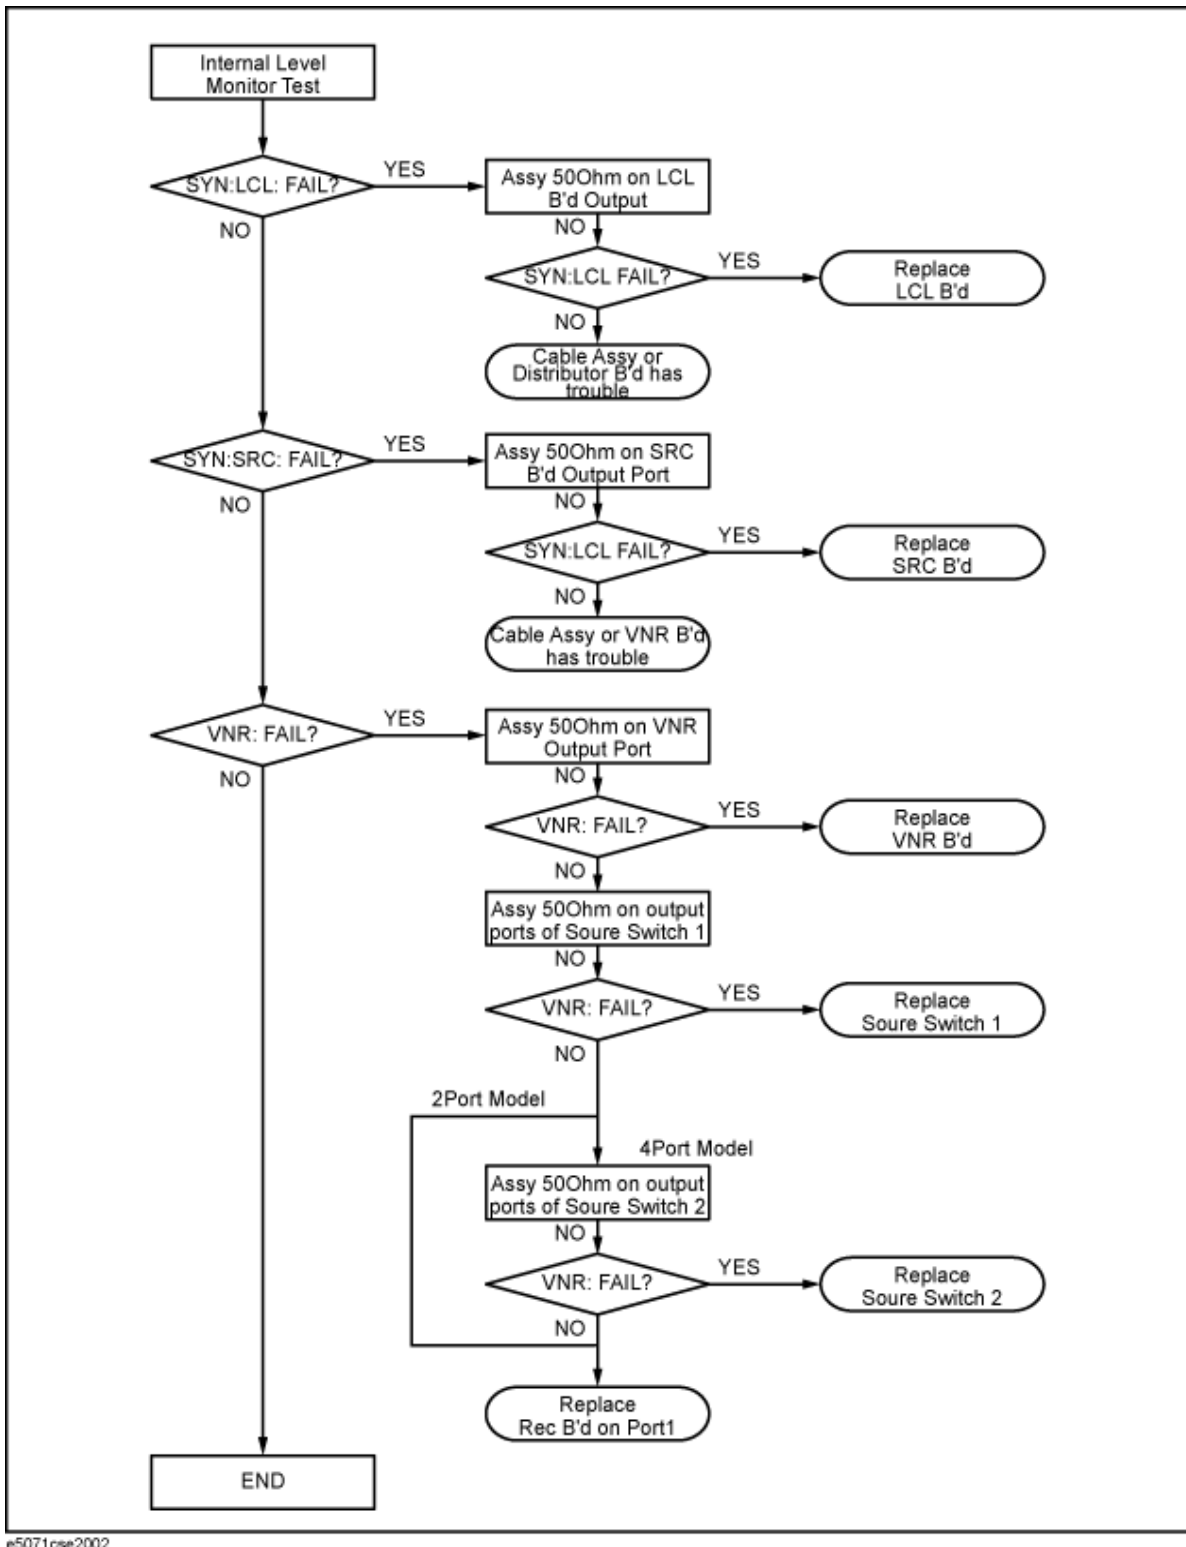 Internal Level
Monitor Test
SYN:LCL: FAIL?
YES
NO
Assy 50Ohm on LCL
B'd Output
NO
SYN:LCL FAIL?
YES
Replace
LCL B'd
NO
Cable Assy or
Distributor B'd has
trouble
SYN:SRC: FAIL?
YES
NO
Assy 50Ohm on SRC
B'd Output Port
NO
SYN:LCL FAIL?
YES
Replace
SRC B'd
NO
Cable Assy or VNR B'd
has trouble
VNR: FAIL?
YES
NO
Assy 50Ohm on VNR
Output Port
NO
VNR: FAIL?
YES
Replace
VNR B'd
NO
Assy 50Ohm on output
ports of Soure Switch 1
NO
VNR: FAIL?
YES
Replace
Soure Switch 1
NO
2Port Model
4Port Model
Assy 50Ohm on output
ports of Soure Switch 2
NO
VNR: FAIL?
YES
Replace
Soure Switch 2
NO
Replace
Rec B'd on Port1
END
e5071cse2002